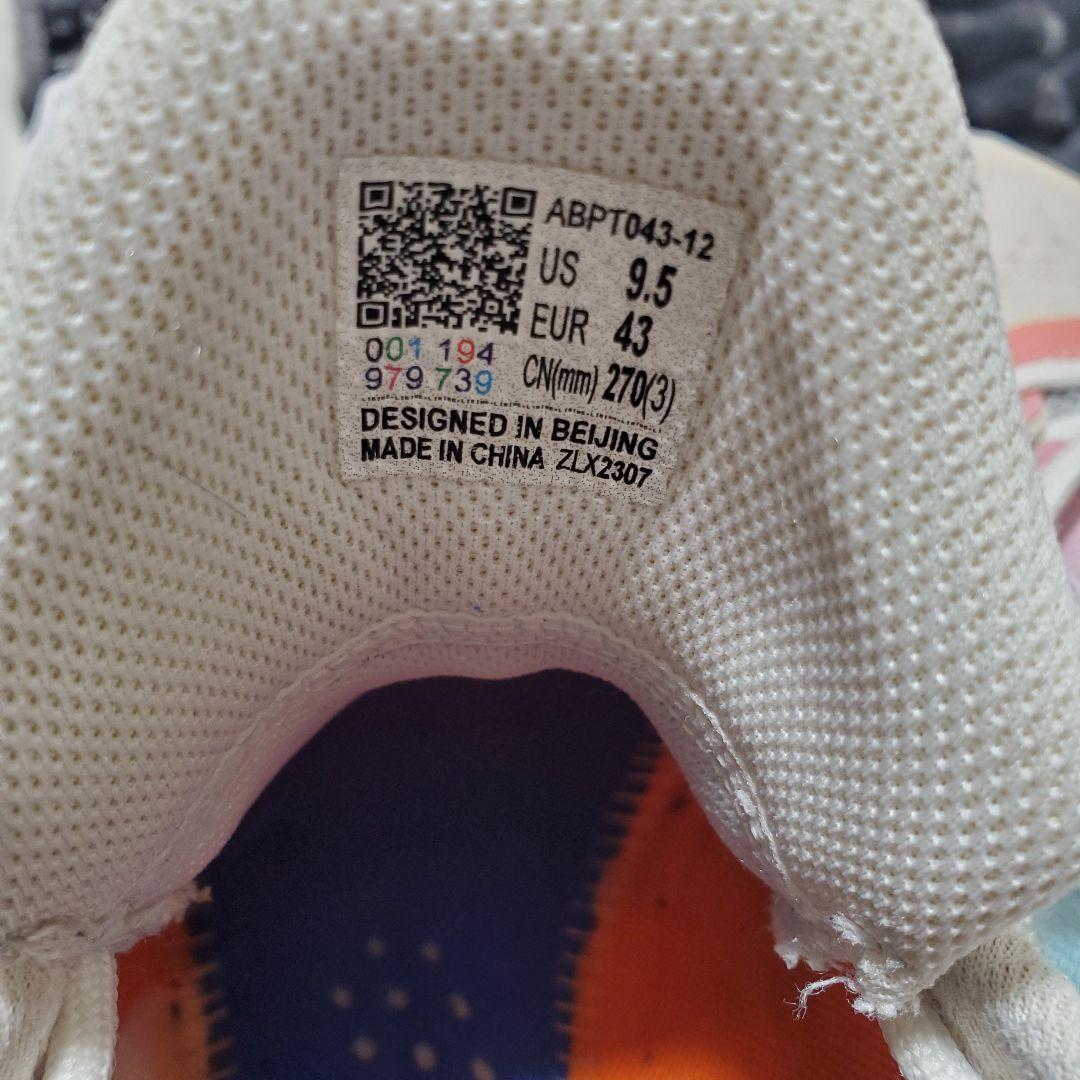 ABPT043-12
US 9.5
EUR 43
CN(mm) 270(3)
001 194
979 739
DESIGNED IN BEIJING
MADE IN CHINA ZLX2307